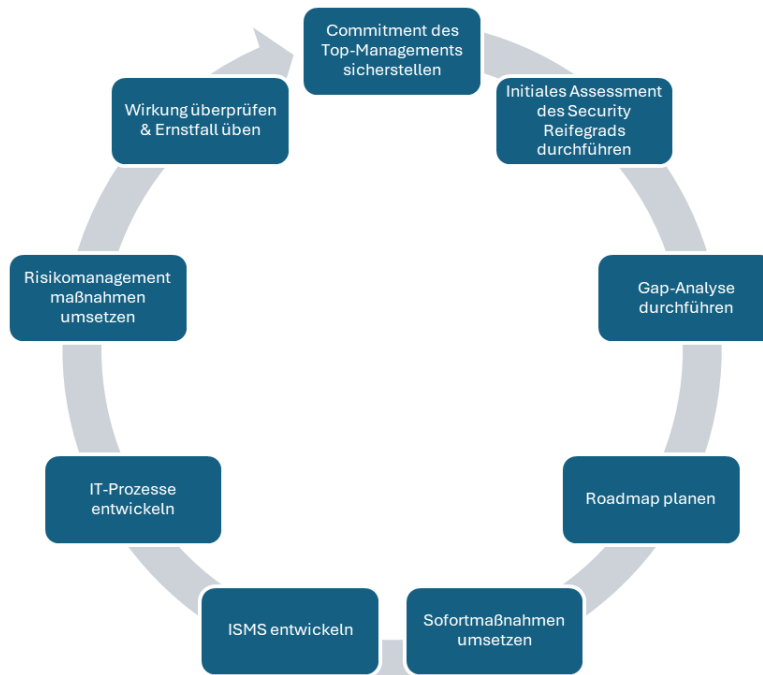 Commitment des
Top-Managements
sicherstellen
Initiales Assessment
des Security
Reifegrads
durchführen
Gap-Analyse
durchführen
Roadmap planen
Sofortmaßnahmen
umsetzen
ISMS entwickeln
IT-Prozesse
entwickeln
Risikomanagement
maßnahmen
umsetzen
Wirkung überprüfen
& Ernstfall üben